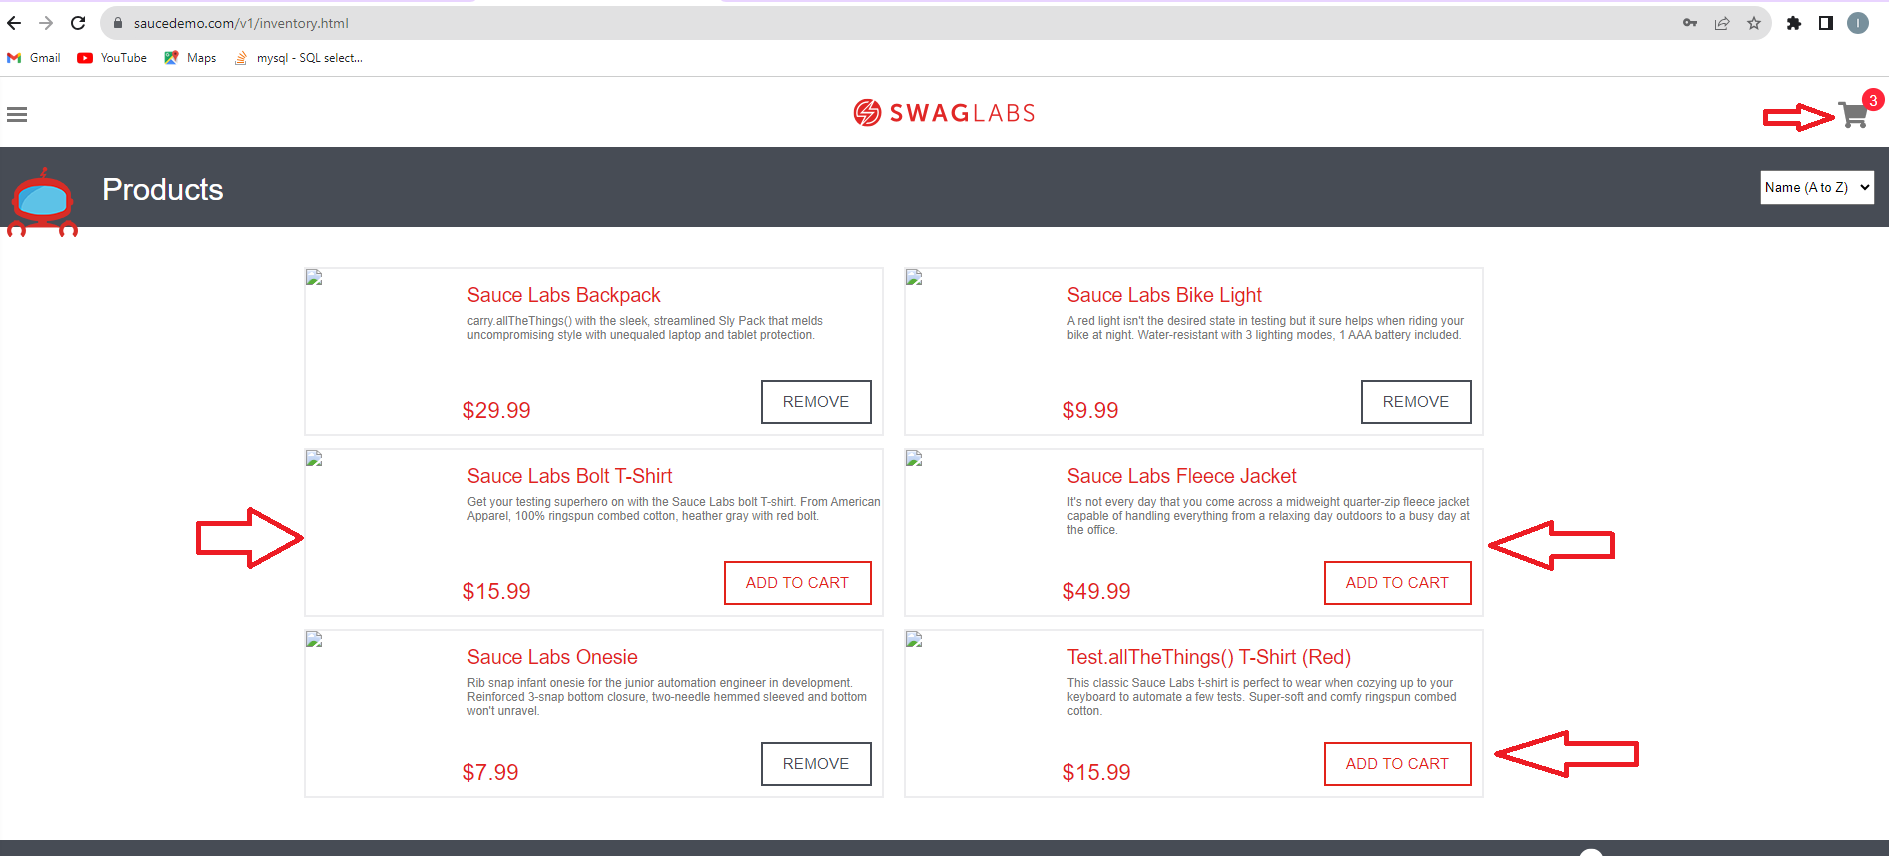 saucedemo.com/v1/inventory.html
I
Gmail
YouTube
Maps
mysql - SQL select...
SWAGLABS
3
Products
Name (A to Z)
Sauce Labs Backpack
carry.allTheThings() with the sleek, streamlined Sly Pack that melds
uncompromising style with unequaled laptop and tablet protection.
$29.99
REMOVE
Sauce Labs Bike Light
A red light isn't the desired state in testing but it sure helps when riding your
bike at night. Water-resistant with 3 lighting modes, 1 AAA battery included.
$9.99
REMOVE
Sauce Labs Bolt T-Shirt
Get your testing superhero on with the Sauce Labs bolt T-shirt. From American
Apparel, 100% ringspun combed cotton, heather gray with red bolt.
$15.99
ADD TO CART
Sauce Labs Fleece Jacket
It's not every day that you come across a midweight quarter-zip fleece jacket
capable of handling everything from a relaxing day outdoors to a busy day at
the office.
$49.99
ADD TO CART
Sauce Labs Onesie
Rib snap infant onesie for the junior automation engineer in development.
Reinforced 3-snap bottom closure, two-needle hemmed sleeved and bottom
won't unravel.
$7.99
REMOVE
Test.allTheThings() T-Shirt (Red)
This classic Sauce Labs t-shirt is perfect to wear when cozying up to your
keyboard to automate a few tests. Super-soft and comfy ringspun combed
cotton.
$15.99
ADD TO CART